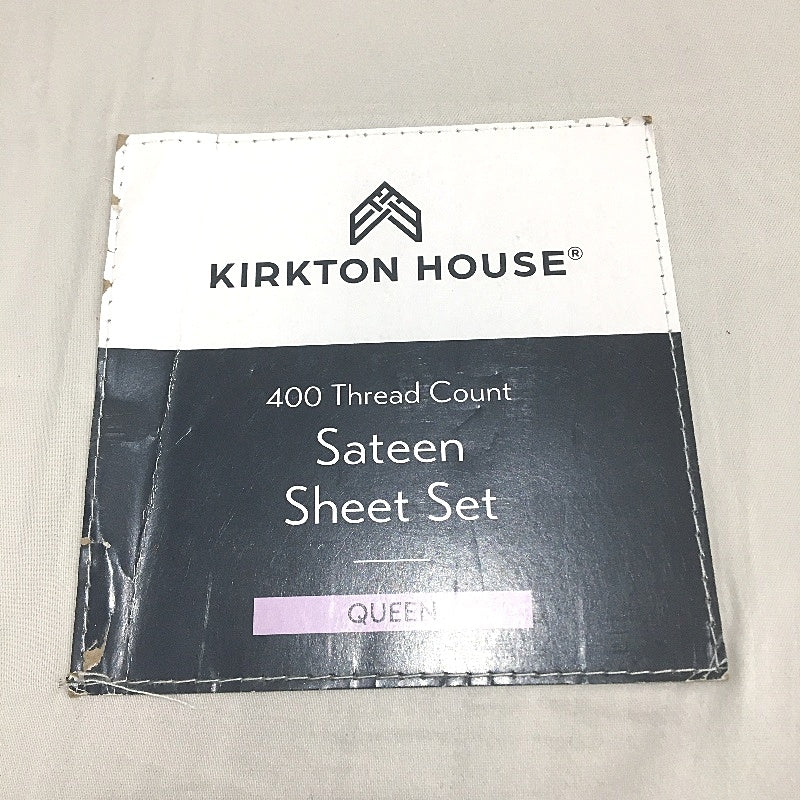 KIRKTON HOUSE®
400 Thread Count
Sateen
Sheet Set
QUEEN